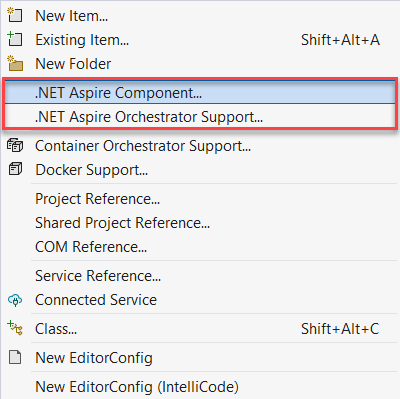 New Item...
Existing Item... Shift+Alt+A
New Folder
.NET Aspire Component...
.NET Aspire Orchestrator Support...
Container Orchestrator Support...
Docker Support...
Project Reference...
Shared Project Reference...
COM Reference...
Service Reference...
Connected Service
Class... Shift+Alt+C
New EditorConfig
New EditorConfig (IntelliCode)